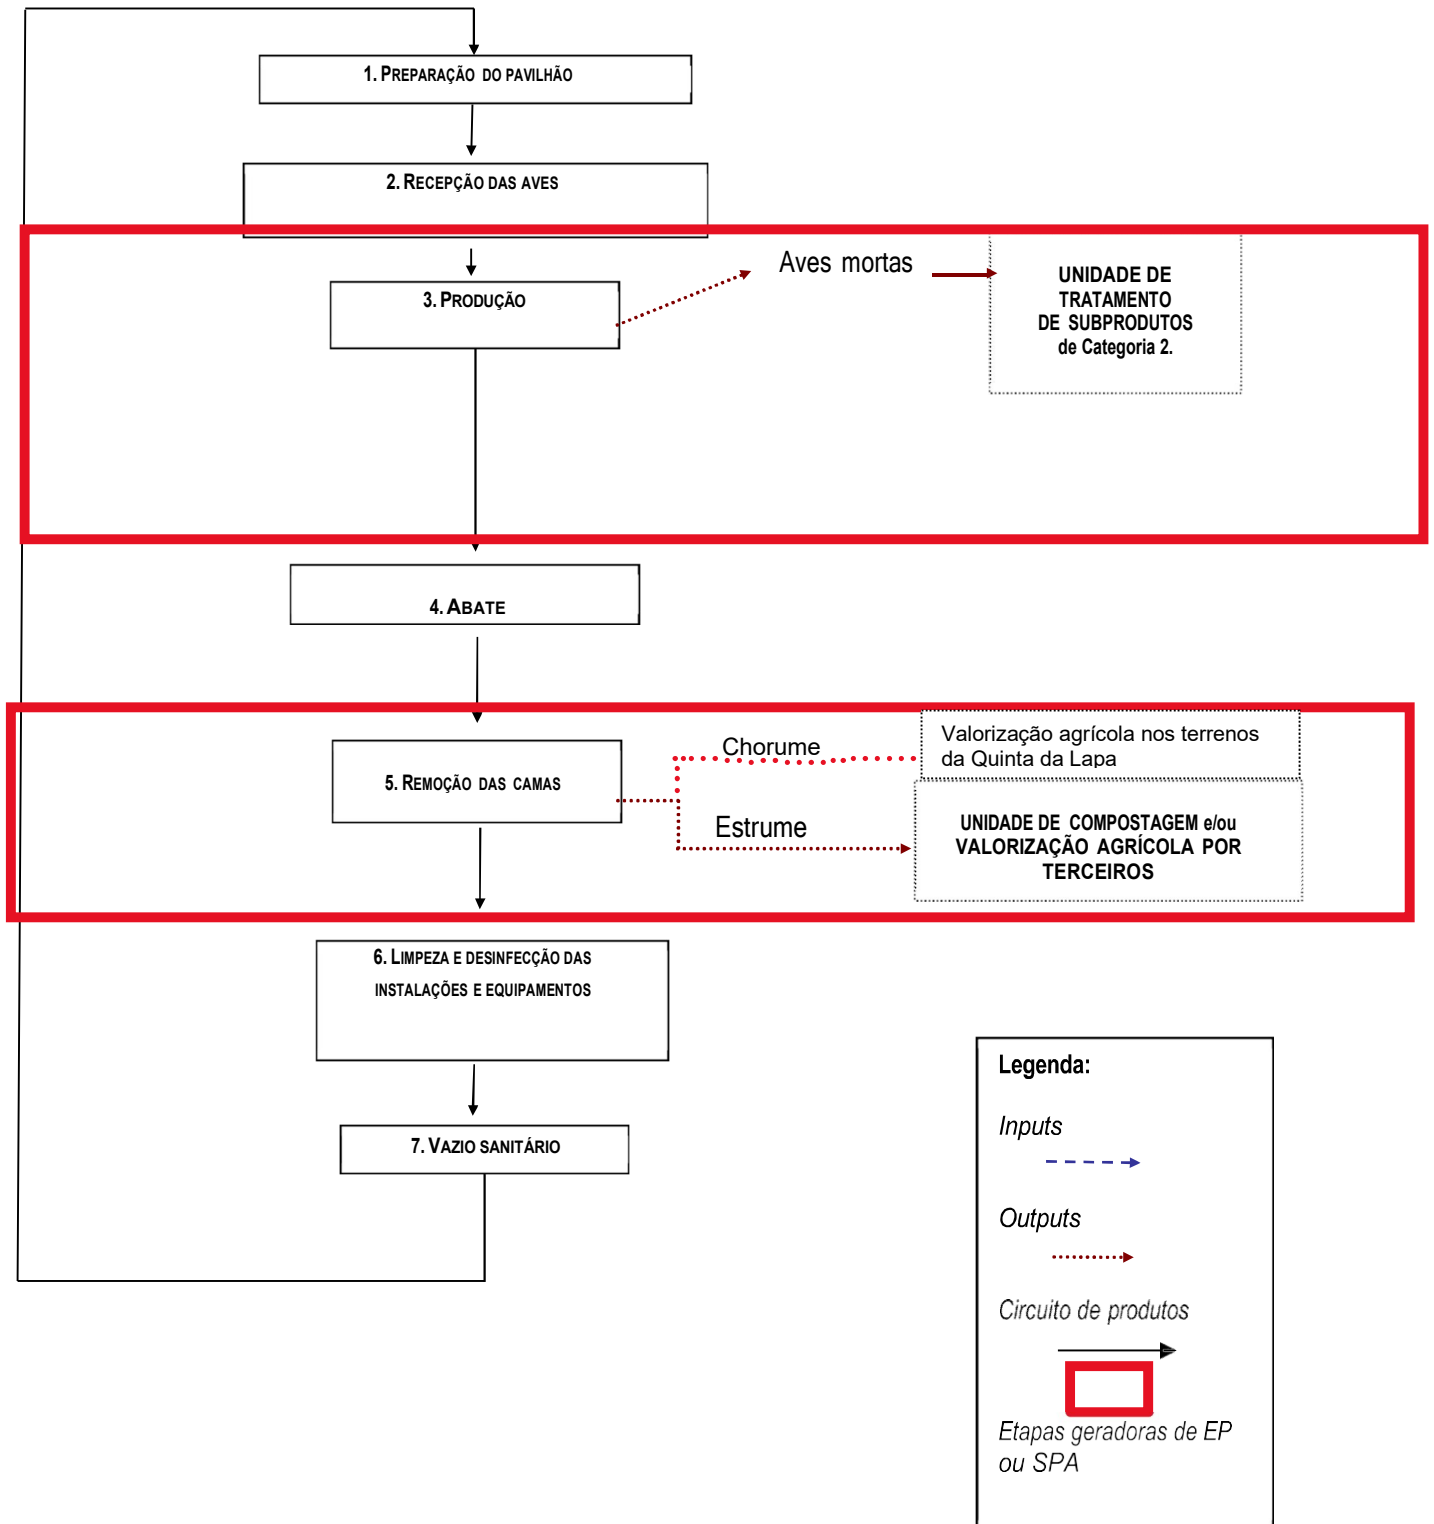 1. PREPARAÇÃO DO PAVILHÃO
2. RECEPÇÃO DAS AVES
3. PRODUÇÃO
Aves mortas
UNIDADE DE
TRATAMENTO
DE SUBPRODUTOS
de Categoria 2.
4. ABATE
5. REMOÇÃO DAS CAMAS
Chorume
Valorização agrícola nos terrenos
da Quinta da Lapa
Estrume
UNIDADE DE COMPOSTAGEM e/ou
VALORIZAÇÃO AGRÍCOLA POR
TERCEIROS
6. LIMPEZA E DESINFECÇÃO DAS
INSTALAÇÕES E EQUIPAMENTOS
7. VAZIO SANITÁRIO
Legenda:
Inputs
Outputs
Circuito de produtos
Etapas geradoras de EP
ou SPA